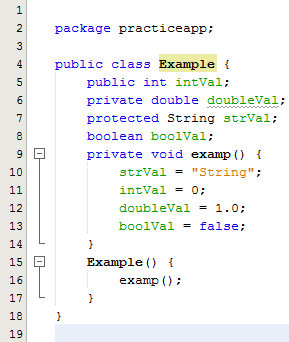 1
2 package practiceapp;
3
4 public class Example {
5 public int intVal;
6 private double doubleVal;
7 protected String strVal;
8 boolean boolVal;
9 private void examp() {
10 strVal = "String";
11 intVal = 0;
12 doubleVal = 1.0;
13 boolVal = false;
14 }
15 Example() {
16 examp();
17 }
18 }
19